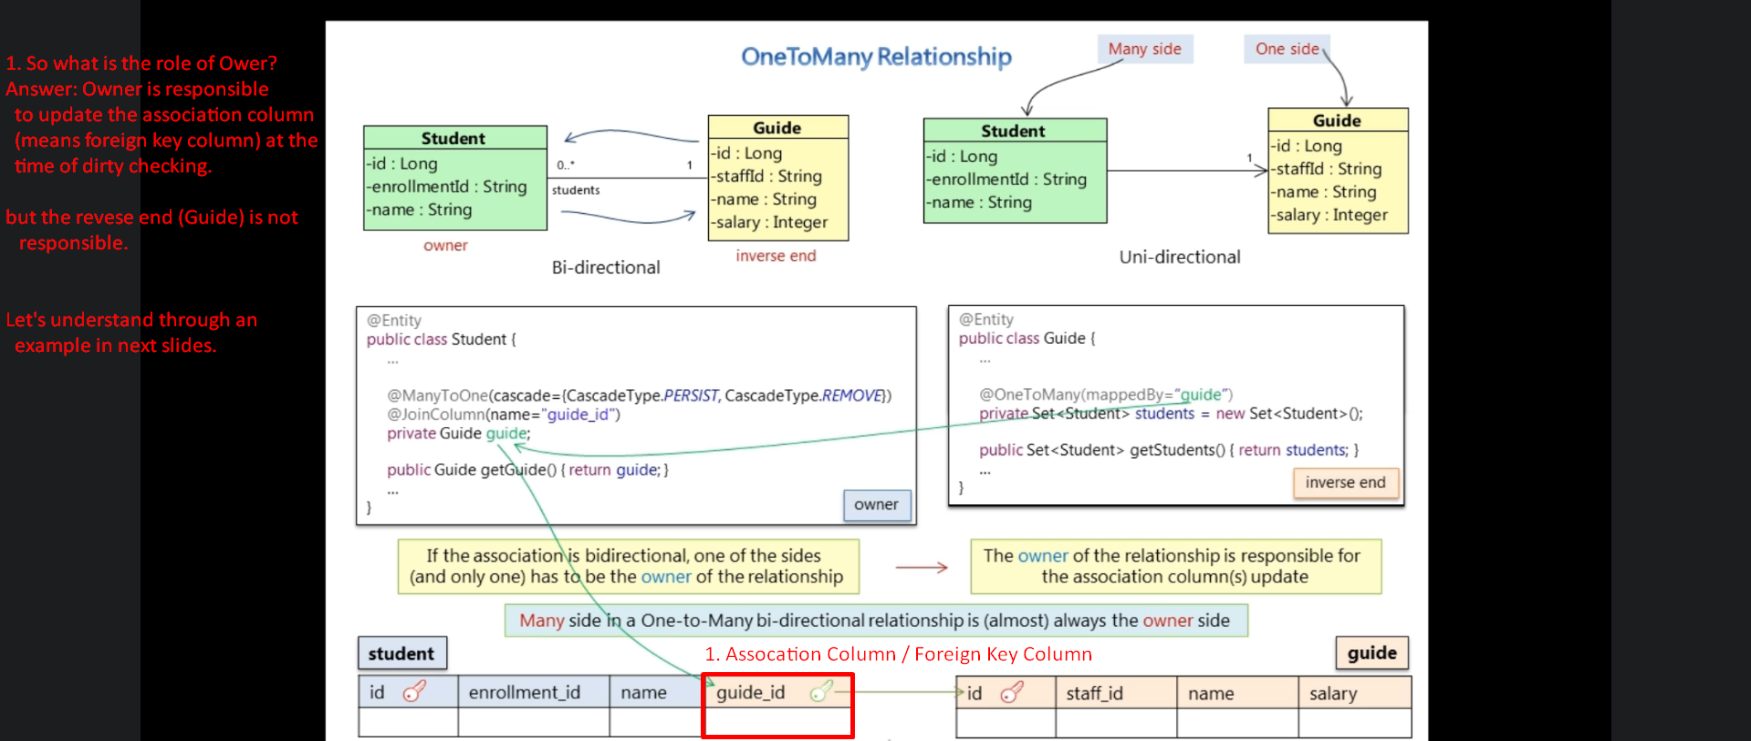 1. So what is the role of Ower?
Answer: Owner is responsible
to update the association column
(means foreign key column) at the
time of dirty checking.
but the revese end (Guide) is not
responsible.
Let's understand through an
example in next slides.
OneToMany Relationship
Many side
One side
Student
-id : Long
-enrollmentId : String
-name : String
owner
0..*
1
students
Guide
-id : Long
-staffId : String
-name : String
-salary : Integer
inverse end
Bi-directional
Student
-id : Long
-enrollmentId : String
-name : String
1
Guide
-id : Long
-staffId : String
-name : String
-salary : Integer
Uni-directional
@Entity
public class Student {
...
@ManyToOne(cascade={CascadeType.PERSIST, CascadeType.REMOVE})
@JoinColumn(name="guide_id")
private Guide guide;
public Guide getGuide() { return guide; }
...
}
owner
@Entity
public class Guide {
...
@OneToMany(mappedBy="guide")
private Set<Student> students = new Set<Student>();
public Set<Student> getStudents() { return students; }
...
}
inverse end
If the association is bidirectional, one of the sides
(and only one) has to be the owner of the relationship
The owner of the relationship is responsible for
the association column(s) update
Many side in a One-to-Many bi-directional relationship is (almost) always the owner side
student
1. Assocation Column / Foreign Key Column
guide
id enrollment_id name guide_id
id staff_id name salary